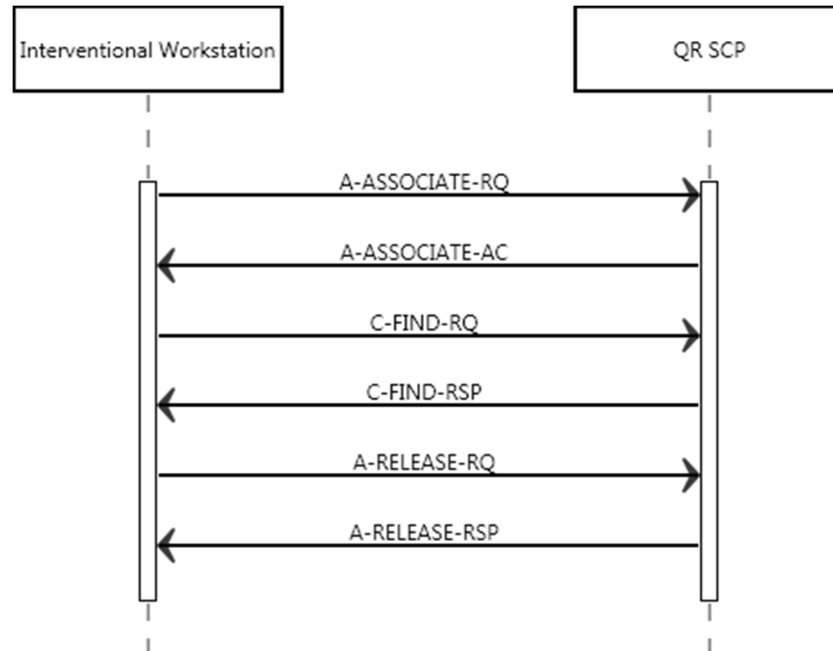 Interventional Workstation
QR SCP
A-ASSOCIATE-RQ
A-ASSOCIATE-AC
C-FIND-RQ
C-FIND-RSP
A-RELEASE-RQ
A-RELEASE-RSP